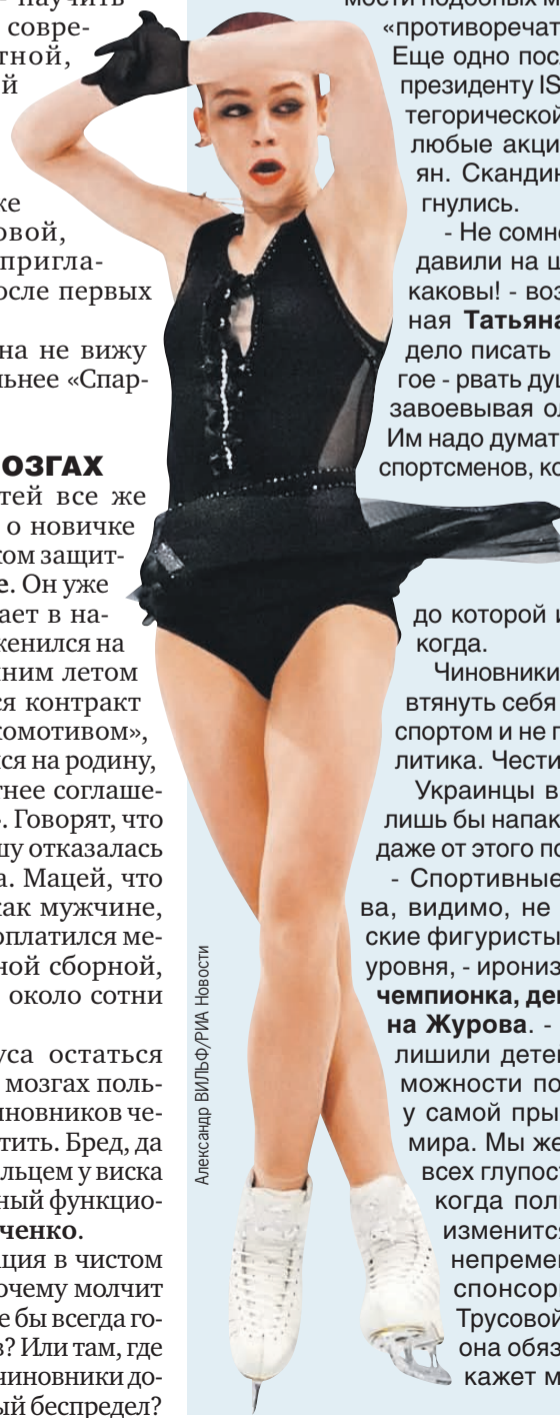 научить
совре-
тной,
й
же
овой,
пригла-
осле первых
на не вижу
льнее «Спар-
ОЗГАХ
тей все же
о новичке
ком защит-
е. Он уже
ает в на-
женился на
ним летом
ся контракт
комотивом»,
лся на родину,
тнее соглаше-
». Говорят, что
шу отказалась
а. Мацей, что
как мужчине,
оплатился ме-
ной сборной,
около сотни
уса остаться
мозгах поль-
иновников че-
тить. Бред, да
льцем у виска
ный функцио-
ченко.
ация в чистом
очему молчит
е бы всегда го-
в? Или там, где
чиновники до-
ый беспредел?
Александр ВИЛЬФ/РИА Новости
мости подобных м
«противоречат
Еще одно посл
президенту IS
тегорической
любые акци
ян. Скандин
гнулись.
- Не сомне
давили на ш
каковы! - воз
ная Татьяна
дело писать
гое - рвать душ
завоевывая ол
Им надо думат
спортсменов, ко
до которой и
когда.
Чиновники
втянуть себя
спортом и не п
литика. Чести
Украинцы в
лишь бы напак
даже от этого по
- Спортивные
ва, видимо, не
ские фигуристы
уровня, - ирониз
чемпионка, деп
на Журова. -
лишили детей
можности по
у самой пры
мира. Мы же
всех глупост
когда поли
изменится
непремен
спонсор
Трусовой
она обяз
кажет м